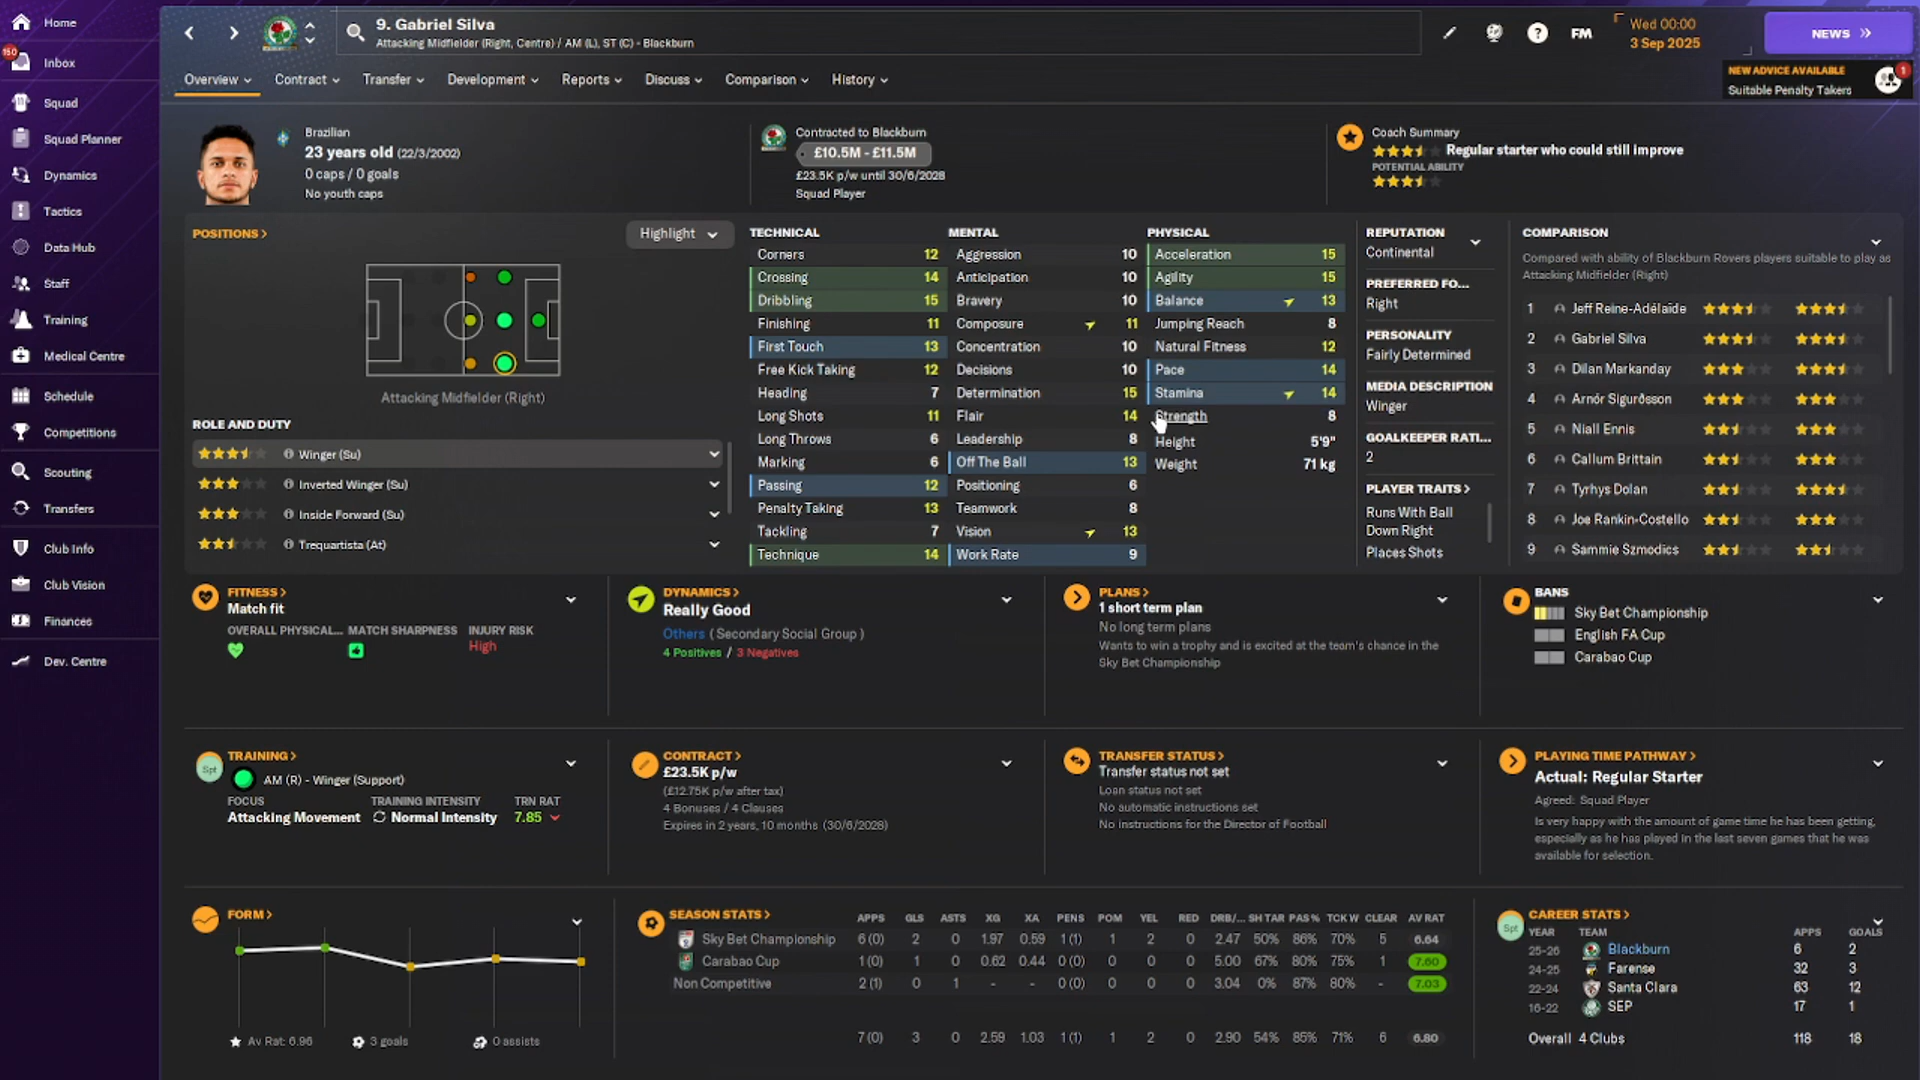 Home
150
Inbox
Squad
Squad Planner
Dynamics
Tactics
Data Hub
Staff
Training
Medical Centre
Schedule
Competitions
Scouting
Transfers
Club Info
Club Vision
Finances
Dev. Centre
9. Gabriel Silva
Attacking Midfielder (Right, Centre) / AM (L), ST (C) - Blackburn
?
FM
Wed 00:00
3 Sep 2025
NEWS
Overview
Contract
Transfer
Development
Reports
Discuss
Comparison
History
NEW ADVICE AVAILABLE
Suitable Penalty Takers
1
Brazilian
23 years old (22/3/2002)
0 caps / 0 goals
No youth caps
Contracted to Blackburn
£10.5M - £11.5M
£23.5K p/w until 30/6/2028
Squad Player
Coach Summary
Regular starter who could still improve
POTENTIAL ABILITY
POSITIONS >
Highlight
Attacking Midfielder (Right)
ROLE AND DUTY
Winger (Su)
Inverted Winger (Su)
Inside Forward (Su)
Trequartista (At)
TECHNICAL
Corners 12
Crossing 14
Dribbling 15
Finishing 11
First Touch 13
Free Kick Taking 12
Heading 7
Long Shots 11
Long Throws 6
Marking 6
Passing 12
Penalty Taking 13
Tackling 7
Technique 14
MENTAL
Aggression 10
Anticipation 10
Bravery 10
Composure 11
Concentration 10
Decisions 10
Determination 15
Flair 14
Leadership 8
Off The Ball 13
Positioning 6
Teamwork 8
Vision 13
Work Rate 9
PHYSICAL
Acceleration 15
Agility 15
Balance 13
Jumping Reach 8
Natural Fitness 12
Pace 14
Stamina 14
Strength 8
Height 5'9"
Weight 71 kg
REPUTATION
Continental
PREFERRED FO...
Right
PERSONALITY
Fairly Determined
MEDIA DESCRIPTION
Winger
GOALKEEPER RATI...
2
PLAYER TRAITS >
Runs With Ball
Down Right
Places Shots
COMPARISON
Compared with ability of Blackburn Rovers players suitable to play as
Attacking Midfielder (Right)
1 Jeff Reine-Adélaïde
2 Gabriel Silva
3 Dilan Markanday
4 Arnór Sigurðsson
5 Niall Ennis
6 Callum Brittain
7 Tyrhys Dolan
8 Joe Rankin-Costello
9 Sammie Szmodics
FITNESS >
Match fit
OVERALL PHYSICAL... MATCH SHARPNESS INJURY RISK
High
DYNAMICS >
Really Good
Others ( Secondary Social Group )
4 Positives / 3 Negatives
PLANS >
1 short term plan
No long term plans
Wants to win a trophy and is excited at the team's chance in the
Sky Bet Championship
BANS
Sky Bet Championship
English FA Cup
Carabao Cup
TRAINING >
Spt
AM (R) - Winger (Support)
FOCUS TRAINING INTENSITY TRN RAT
Attacking Movement Normal Intensity 7.85
CONTRACT >
£23.5K p/w
(£12.75K p/w after tax)
4 Bonuses / 4 Clauses
Expires in 2 years, 10 months (30/6/2028)
TRANSFER STATUS >
Transfer status not set
Loan status not set
No automatic instructions set
No instructions for the Director of Football
PLAYING TIME PATHWAY >
Actual: Regular Starter
Agreed: Squad Player
Is very happy with the amount of game time he has been getting,
especially as he has played in the last seven games that he was
available for selection.
FORM >
Av Rat: 6.96 3 goals 0 assists
SEASON STATS >
APPS GLS ASTS XG XA PENS POM YEL RED DRB/... SH TAR PAS % TCK W CLEAR AV RAT
Sky Bet Championship 6 (0) 2 0 1.97 0.59 1 (1) 1 2 0 2.47 50% 86% 70% 5 6.64
Carabao Cup 1 (0) 1 0 0.62 0.44 0 (0) 0 0 0 5.00 67% 80% 75% 1 7.60
Non Competitive 2 (1) 0 1 - - 0 (0) 0 0 0 3.04 0% 87% 80% - 7.03
7 (0) 3 0 2.59 1.03 1 (1) 1 2 0 2.90 54% 85% 71% 6 6.80
CAREER STATS >
Spt
YEAR TEAM APPS GOALS
25-26 Blackburn 6 2
24-25 Farense 32 3
22-24 Santa Clara 63 12
16-22 SEP 17 1
Overall 4 Clubs 118 18